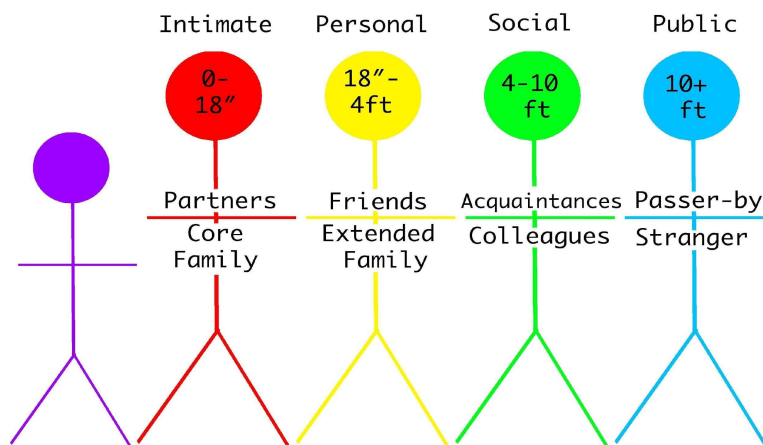 Intimate
Personal
Social
Public
0-
18″
18″-
4ft
4-10
ft
10+
ft
Partners
Core
Family
Friends
Extended
Family
Acquaintances
Colleagues
Passer-by
Stranger